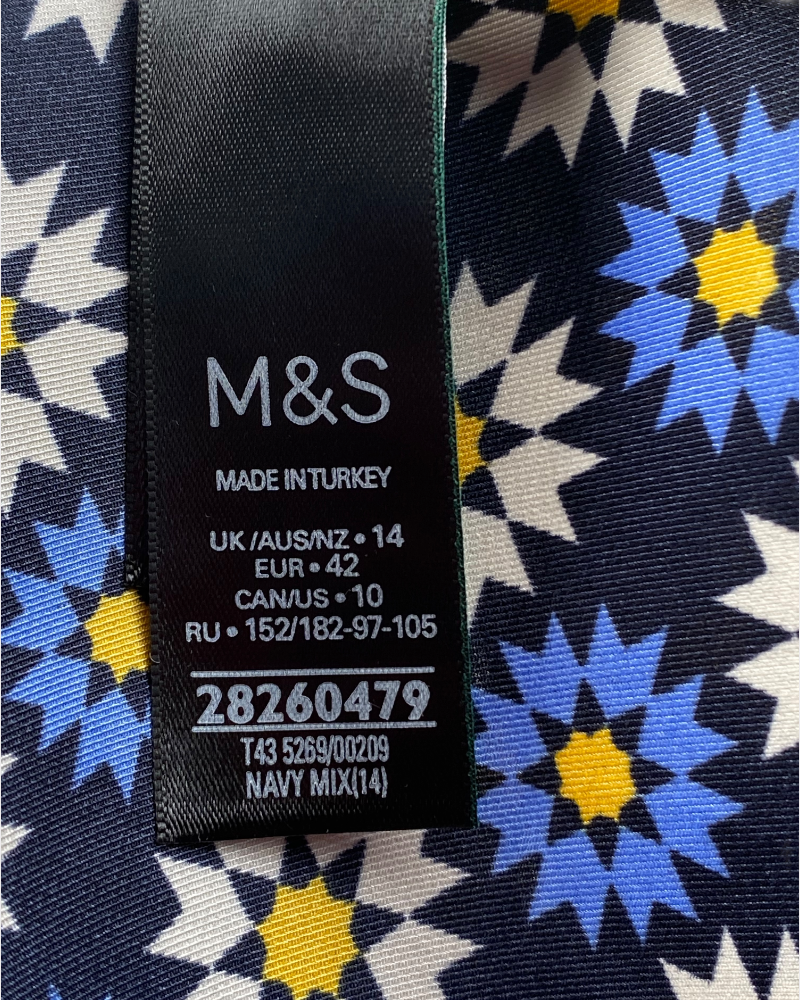 M&S
MADE IN TURKEY
UK/AUS/NZ • 14
EUR • 42
CAN/US • 10
RU • 152/182-97-105
28260479
T43 5269/00209
NAVY MIX(14)